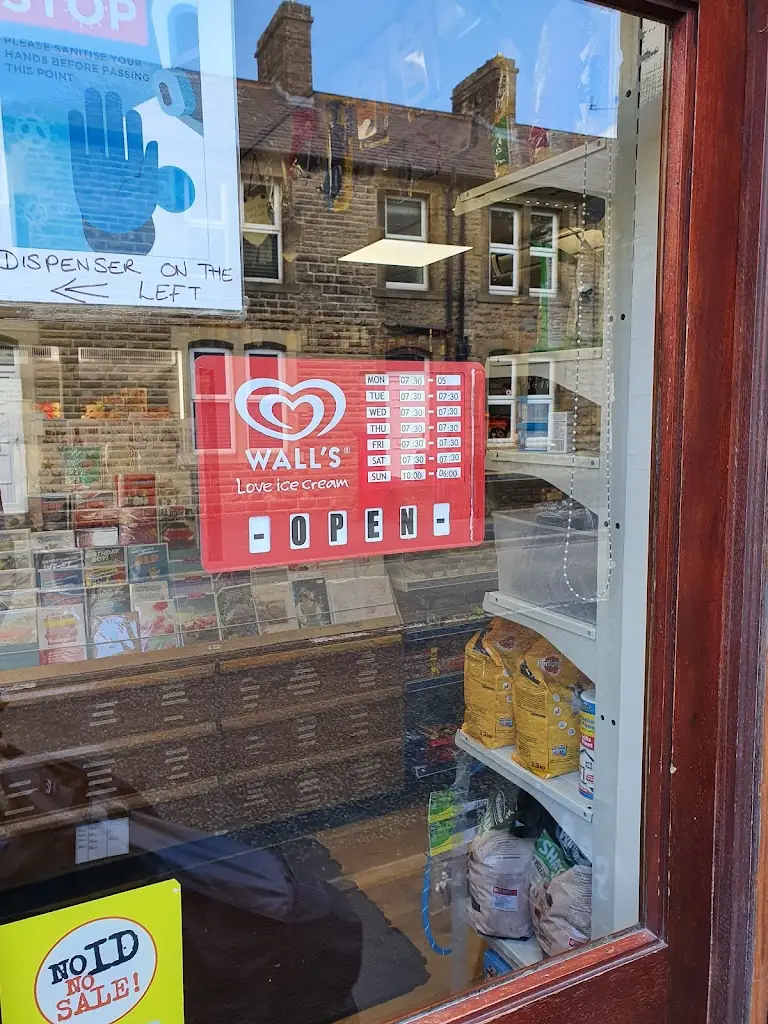 STOP
PLEASE SANITISE YOUR
HANDS BEFORE PASSING
THIS POINT
DISPENSER ON THE
← LEFT
WALL'S®
Love ice cream
MON - 07:30 - 05
TUE - 07:30 - 07:30
WED - 07:30 - 07:30
THU - 07:30 - 07:30
FRI - 07:30 - 07:30
SAT - 07:30 - 07:30
SUN - 10:00 - 06:00
- OPEN -
NO ID
NO
SALE!